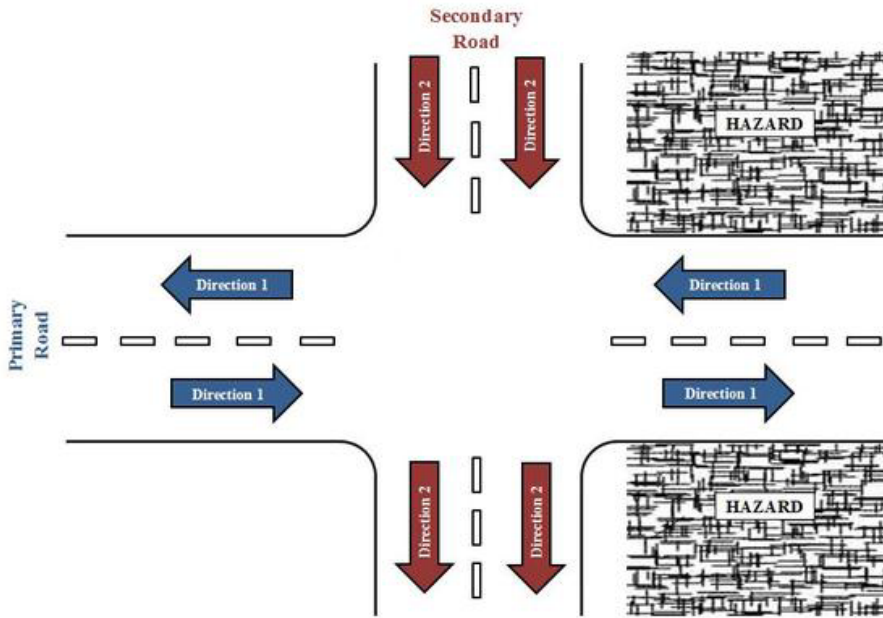 Secondary
Road
Direction 2
Direction 2
HAZARD
Direction 1
Direction 1
Primary
Road
Direction 1
Direction 1
Direction 2
Direction 2
HAZARD